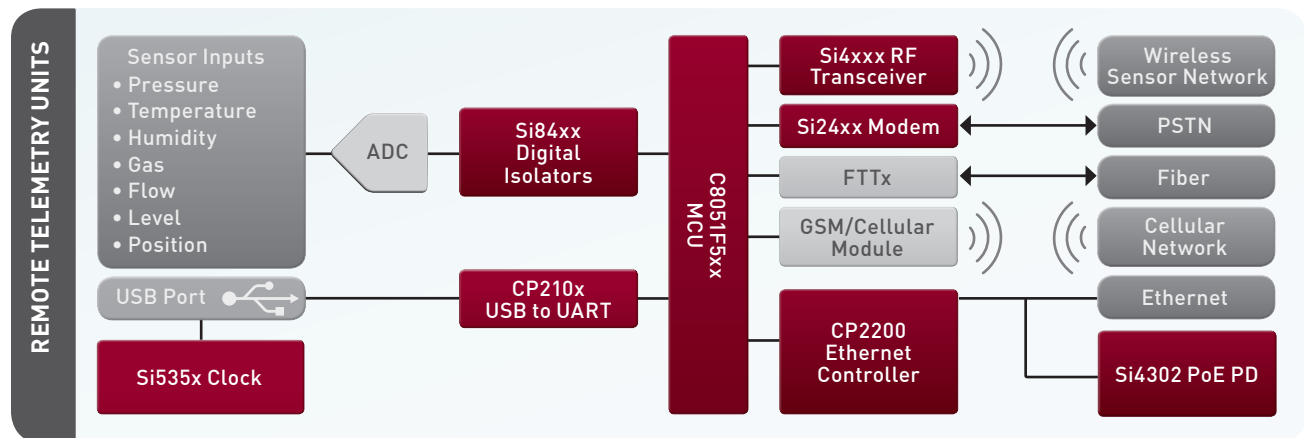 REMOTE TELEMETRY UNITS
Sensor Inputs
• Pressure
• Temperature
• Humidity
• Gas
• Flow
• Level
• Position
USB Port
Si535x Clock
ADC
Si84xx
Digital
Isolators
CP210x
USB to UART
C8051F5xx
MCU
Si4xxx RF
Transceiver
Si24xx Modem
FTTx
GSM/Cellular
Module
CP2200
Ethernet
Controller
Wireless
Sensor Network
PSTN
Fiber
Cellular
Network
Ethernet
Si4302 PoE PD